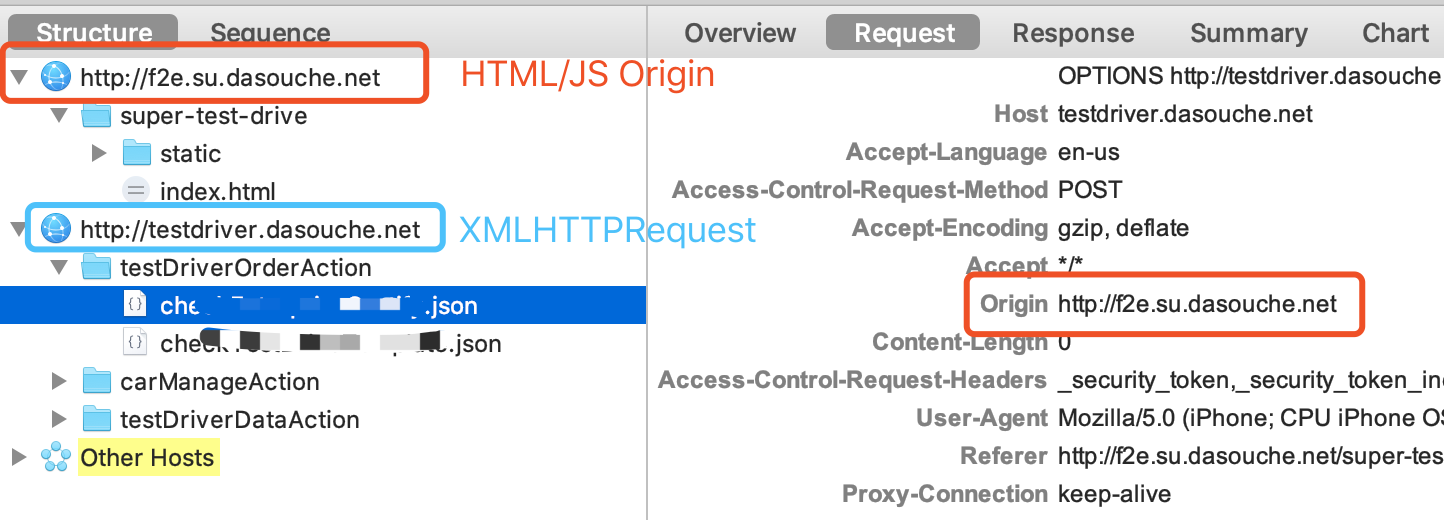 Structure Sequence
http://f2e.su.dasouche.net
HTML/JS Origin
super-test-drive
static
index.html
http://testdriver.dasouche.net
XMLHTTPRequest
testDriverOrderAction
.json
.json
carManageAction
testDriverDataAction
Other Hosts
Overview Request Response Summary Chart
OPTIONS http://testdriver.dasouche
Host testdriver.dasouche.net
Accept-Language en-us
Access-Control-Request-Method POST
Accept-Encoding gzip, deflate
Accept */*
Origin http://f2e.su.dasouche.net
Content-Length 0
Access-Control-Request-Headers _security_token,_security_token_in
User-Agent Mozilla/5.0 (iPhone; CPU iPhone OS
Referer http://f2e.su.dasouche.net/super-tes
Proxy-Connection keep-alive